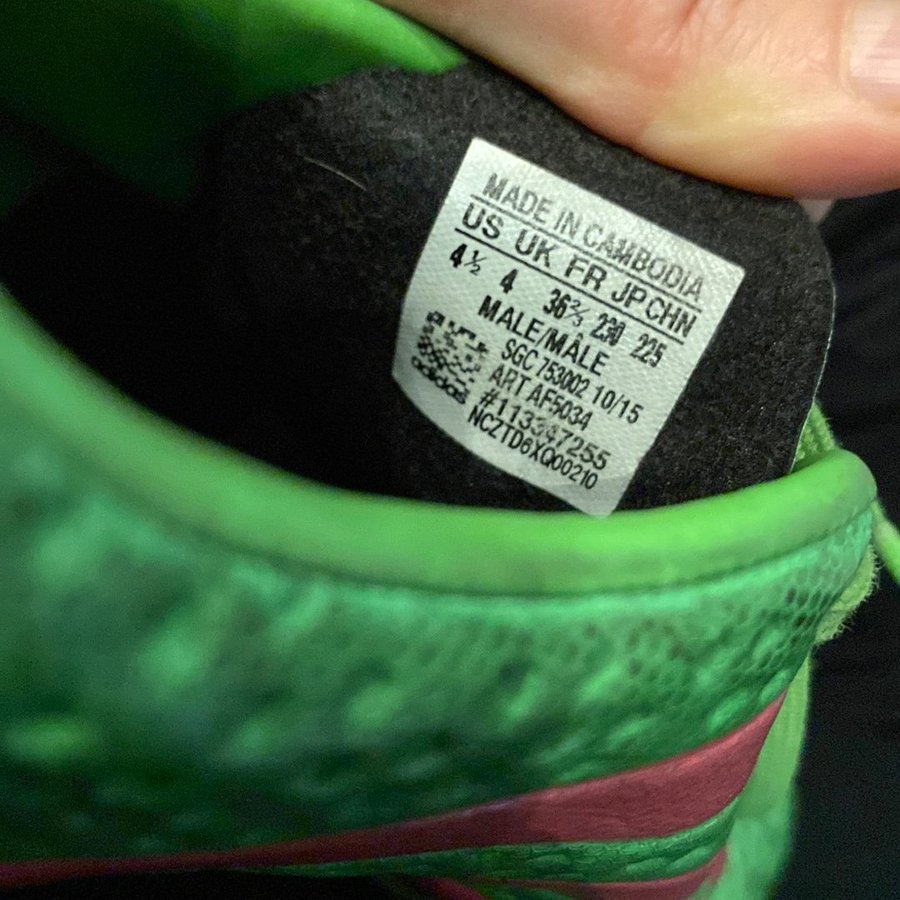 MADE IN CAMBODIA
US UK FR JP CHN
4½ 4 36⅔ 230 225
MALE/MÂLE
SGC 753002 10/15
ART AF5034
#113347255
NCZTD6XQ00210
adidas